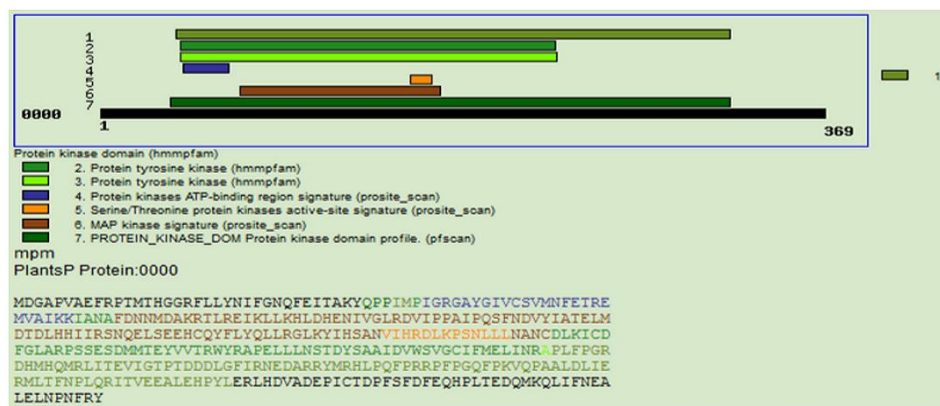 1
2
3
4
5
6
7
0000
1
369
1
Protein kinase domain (hmmpfam)
2. Protein tyrosine kinase (hmmpfam)
3. Protein tyrosine kinase (hmmpfam)
4. Protein kinases ATP-binding region signature (prosite_scan)
5. Serine/Threonine protein kinases active-site signature (prosite_scan)
6. MAP kinase signature (prosite_scan)
7. PROTEIN_KINASE_DOM Protein kinase domain profile. (pfscan)
mpm
PlantsP Protein:0000
MDGAPVAEFRPTMTHGGRFLLYNIFGNQFEITAKYQPPIMPIGRGAYGIVCSVMNFETRE
MVAIKKIANAFDNNMDAKRTLREIKLLKHLDHENIVGLRDVIPPAIPQSFNDVYIATELM
DTDLHHIIRSNQELSEEHCQYFLYQLLRGLKYIHSANVIHRDLKPSNLLLNANCDLKICD
FGLARPSSESDMMTEYVVTRWYRAPELLLNSTDYSAAIDVWSVGCIFMELINRAPLFPGR
DHMHQMRLITEVIGTPTDDDLGFIRNEDARRYMRHLPQFPRRPFPGQFPKVQPAALDLIE
RMLTFNPLQRITVEEALEHPYLERLHDVADEPICTDPFSFDFEQHPLTEDQMKQLIFNEA
LELNPNFRY